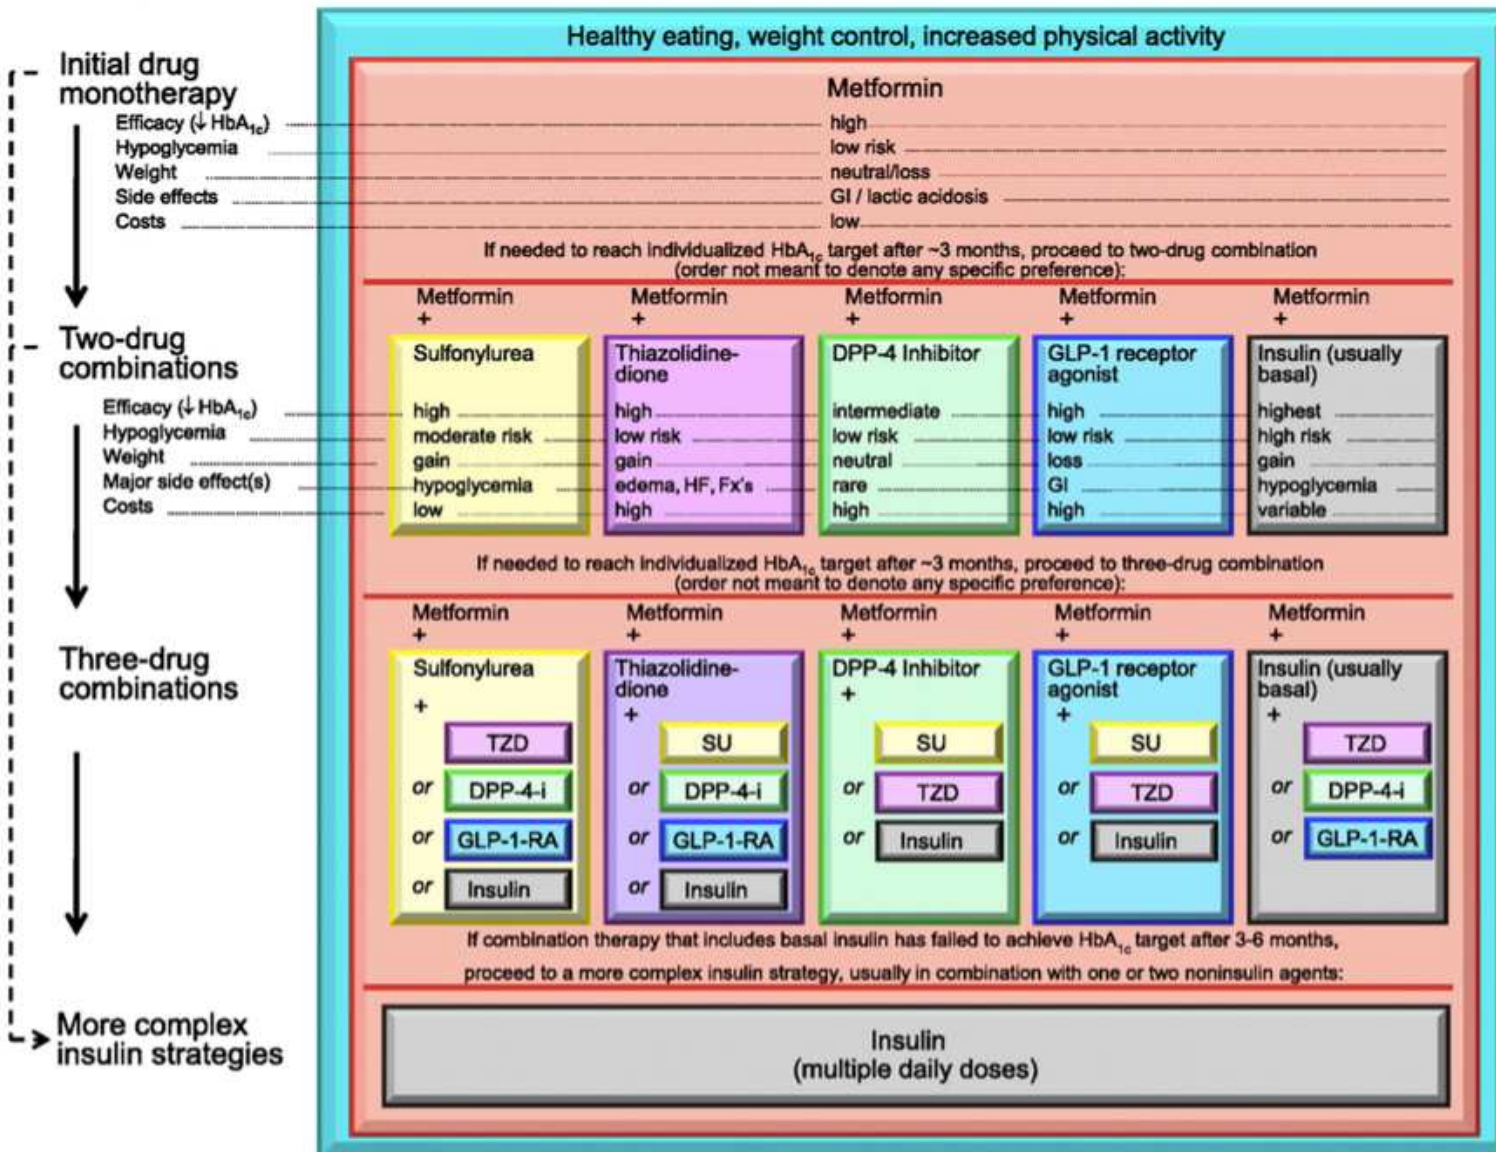 Healthy eating, weight control, increased physical activity
Initial drug
monotherapy
Metformin
Efficacy (↓ HbA1c) high
Hypoglycemia low risk
Weight neutral/loss
Side effects GI / lactic acidosis
Costs low
If needed to reach individualized HbA1c target after ~3 months, proceed to two-drug combination
(order not meant to denote any specific preference):
Metformin Metformin Metformin Metformin Metformin
+ + + + +
Two-drug
combinations
Sulfonylurea Thiazolidine- DPP-4 Inhibitor GLP-1 receptor Insulin (usually
dione agonist basal)
Efficacy (↓ HbA1c) high high intermediate high highest
Hypoglycemia moderate risk low risk low risk low risk high risk
Weight gain gain neutral loss gain
Major side effect(s) hypoglycemia edema, HF, Fx's rare GI hypoglycemia
Costs low high high high variable
If needed to reach individualized HbA1c target after ~3 months, proceed to three-drug combination
(order not meant to denote any specific preference):
Metformin Metformin Metformin Metformin Metformin
+ + + + +
Three-drug
combinations
Sulfonylurea Thiazolidine- DPP-4 Inhibitor GLP-1 receptor Insulin (usually
dione agonist basal)
+ + + + +
TZD SU SU SU TZD
or DPP-4-i or DPP-4-i or TZD or TZD or DPP-4-i
or GLP-1-RA or GLP-1-RA or Insulin or Insulin or GLP-1-RA
or Insulin or Insulin
If combination therapy that includes basal insulin has failed to achieve HbA1c target after 3-6 months,
proceed to a more complex insulin strategy, usually in combination with one or two noninsulin agents:
More complex
insulin strategies
Insulin
(multiple daily doses)